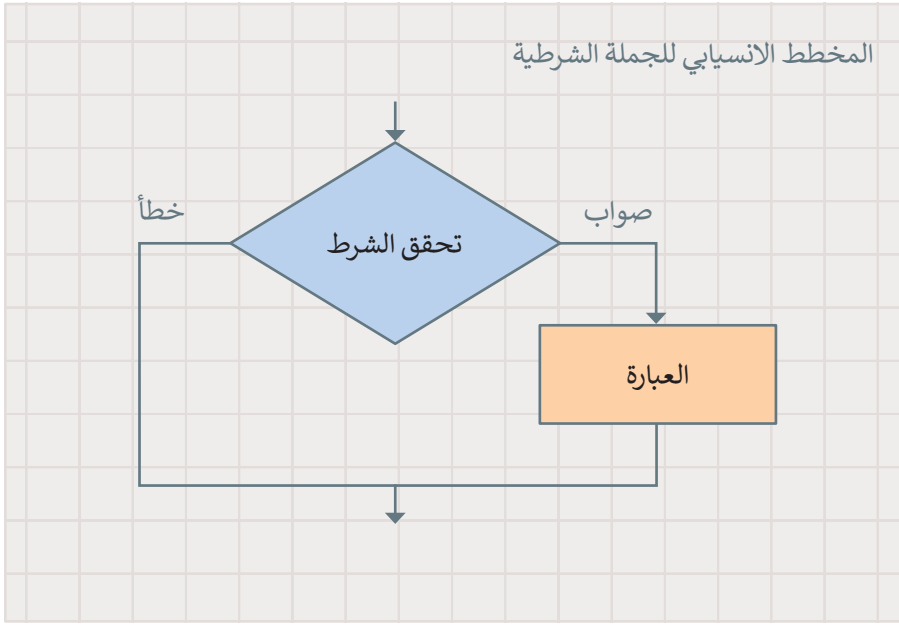 المخطط الانسيابي للجملة الشرطية
صواب
خطأ
تحقق الشرط
العبارة